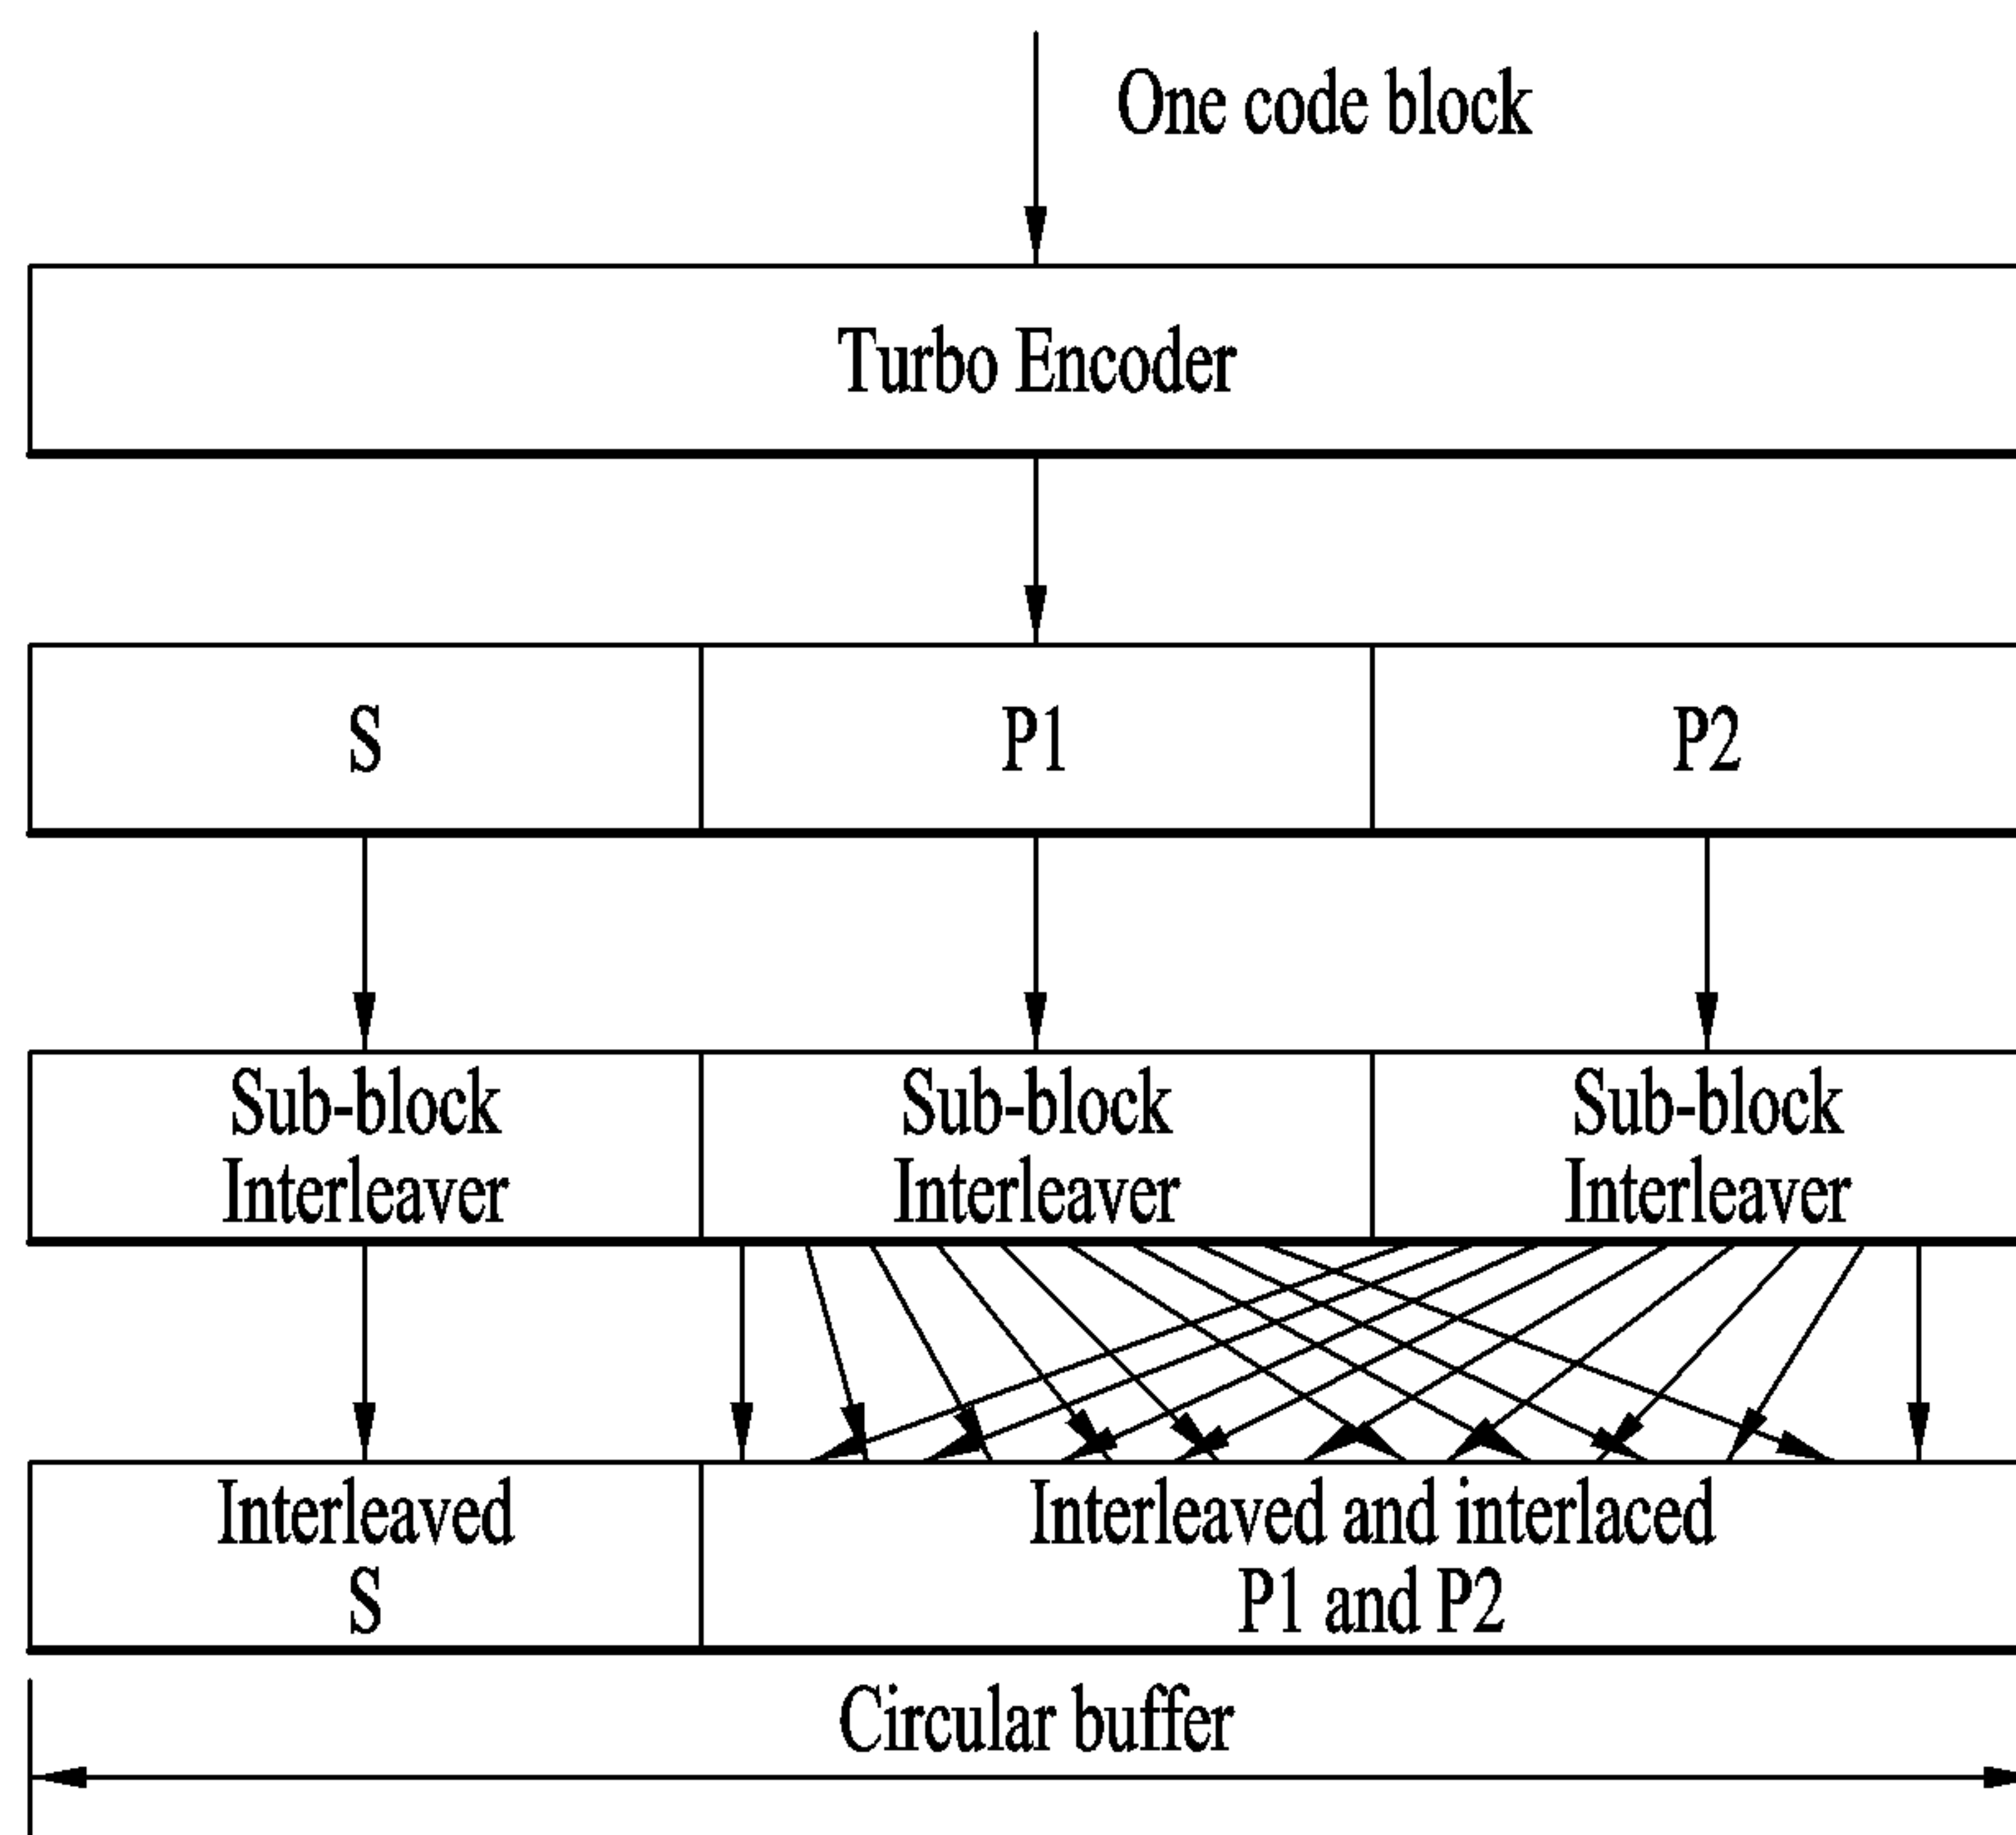 One code block
Turbo Encoder
S
P1
P2
Sub-block
Interleaver
Sub-block
Interleaver
Sub-block
Interleaver
Interleaved
S
Interleaved and interlaced
P1 and P2
Circular buffer